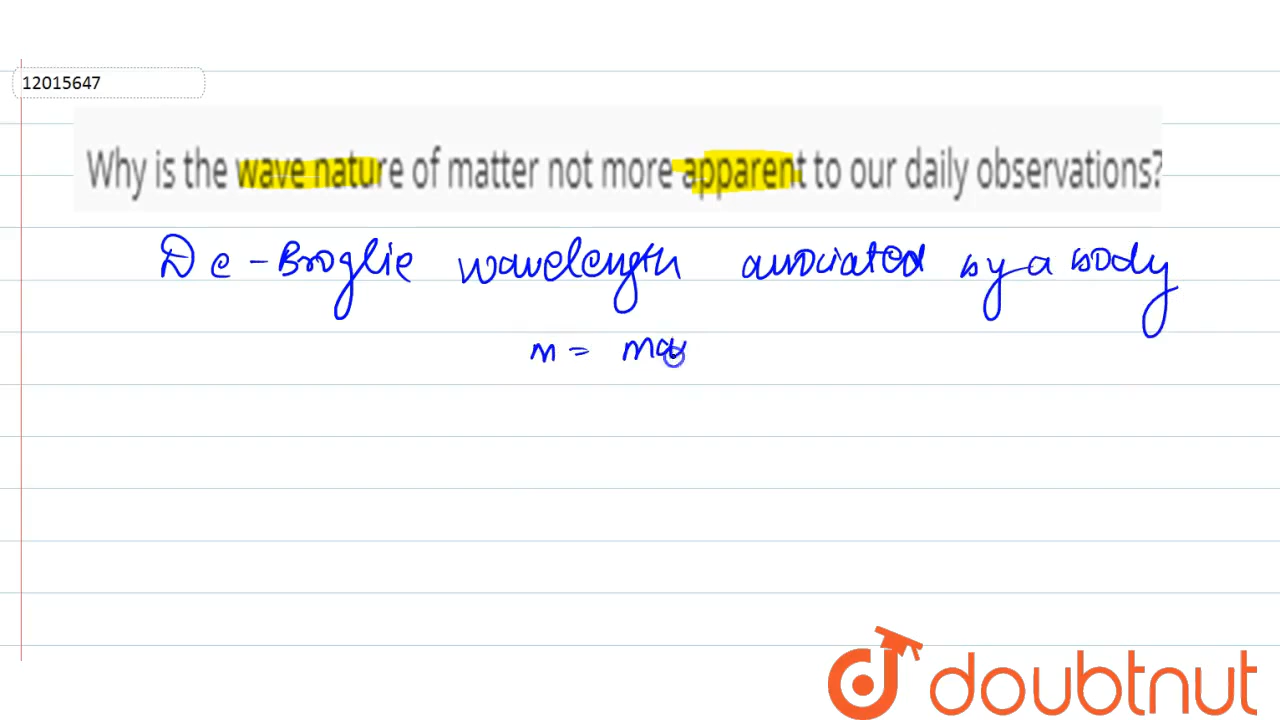 12015647
Why is the wave nature of matter not more apparent to our daily observations?
De-Broglie wavelength associated by a body
m = mas
doubtnut